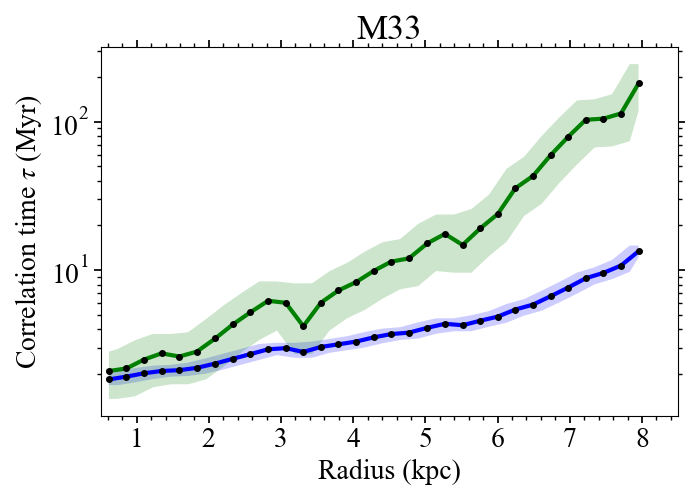 M33
Correlation time τ (Myr)
10²
10¹
1 2 3 4 5 6 7 8
Radius (kpc)